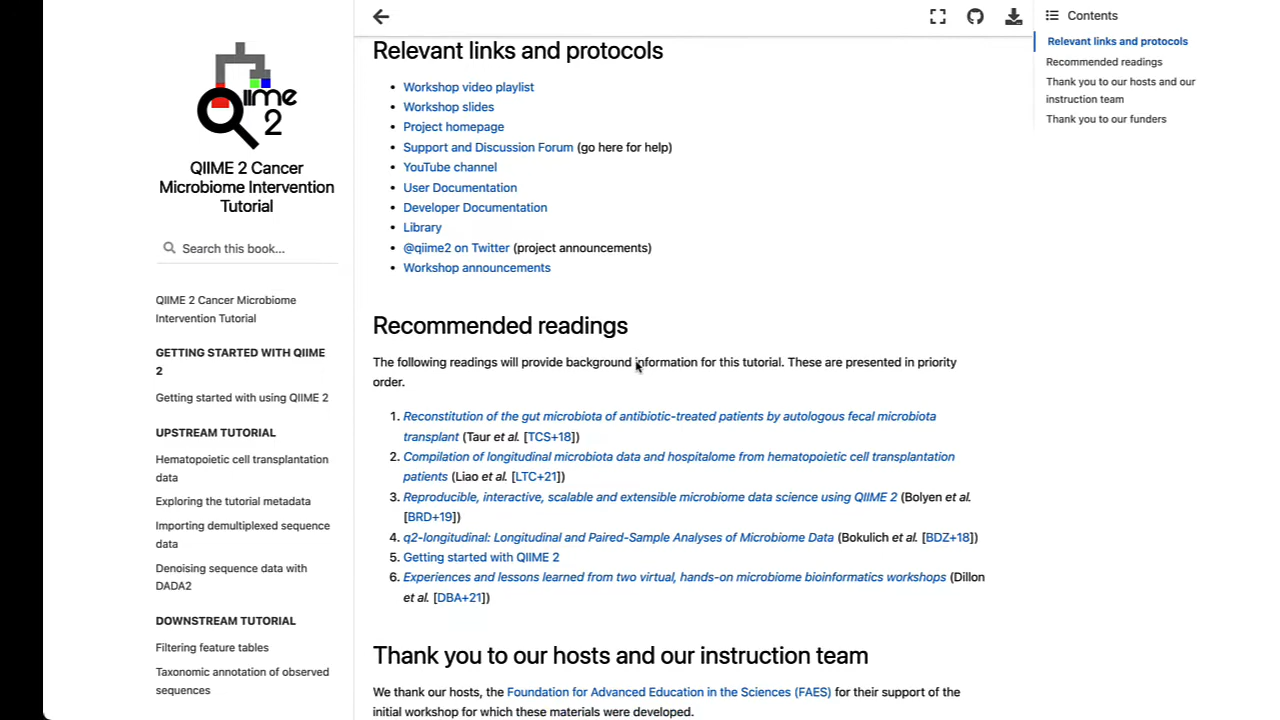 QIIME 2
QIIME 2 Cancer
Microbiome Intervention
Tutorial
Search this book...
QIIME 2 Cancer Microbiome
Intervention Tutorial
GETTING STARTED WITH QIIME
2
Getting started with using QIIME 2
UPSTREAM TUTORIAL
Hematopoietic cell transplantation
data
Exploring the tutorial metadata
Importing demultiplexed sequence
data
Denoising sequence data with
DADA2
DOWNSTREAM TUTORIAL
Filtering feature tables
Taxonomic annotation of observed
sequences
Relevant links and protocols
• Workshop video playlist
• Workshop slides
• Project homepage
• Support and Discussion Forum (go here for help)
• YouTube channel
• User Documentation
• Developer Documentation
• Library
• @qiime2 on Twitter (project announcements)
• Workshop announcements
Recommended readings
The following readings will provide background information for this tutorial. These are presented in priority
order.
1. Reconstitution of the gut microbiota of antibiotic-treated patients by autologous fecal microbiota
transplant (Taur et al. [TCS+18])
2. Compilation of longitudinal microbiota data and hospitalome from hematopoietic cell transplantation
patients (Liao et al. [LTC+21])
3. Reproducible, interactive, scalable and extensible microbiome data science using QIIME 2 (Bolyen et al.
[BRD+19])
4. q2-longitudinal: Longitudinal and Paired-Sample Analyses of Microbiome Data (Bokulich et al. [BDZ+18])
5. Getting started with QIIME 2
6. Experiences and lessons learned from two virtual, hands-on microbiome bioinformatics workshops (Dillon
et al. [DBA+21])
Thank you to our hosts and our instruction team
We thank our hosts, the Foundation for Advanced Education in the Sciences (FAES) for their support of the
initial workshop for which these materials were developed.
Contents
Relevant links and protocols
Recommended readings
Thank you to our hosts and our
instruction team
Thank you to our funders